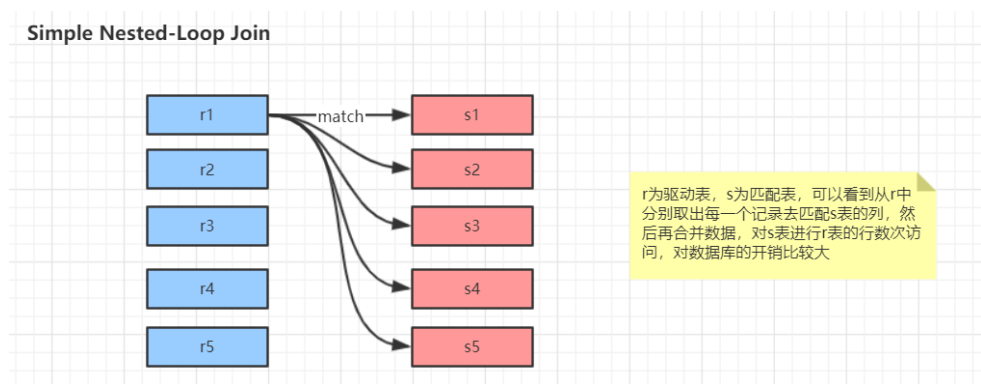 Simple Nested-Loop Join
r1
match
s1
r2
s2
r3
s3
r4
s4
r5
s5
r为驱动表，s为匹配表，可以看到从r中
分别取出每一个记录去匹配s表的列，然
后再合并数据，对s表进行r表的行数次访
问，对数据库的开销比较大